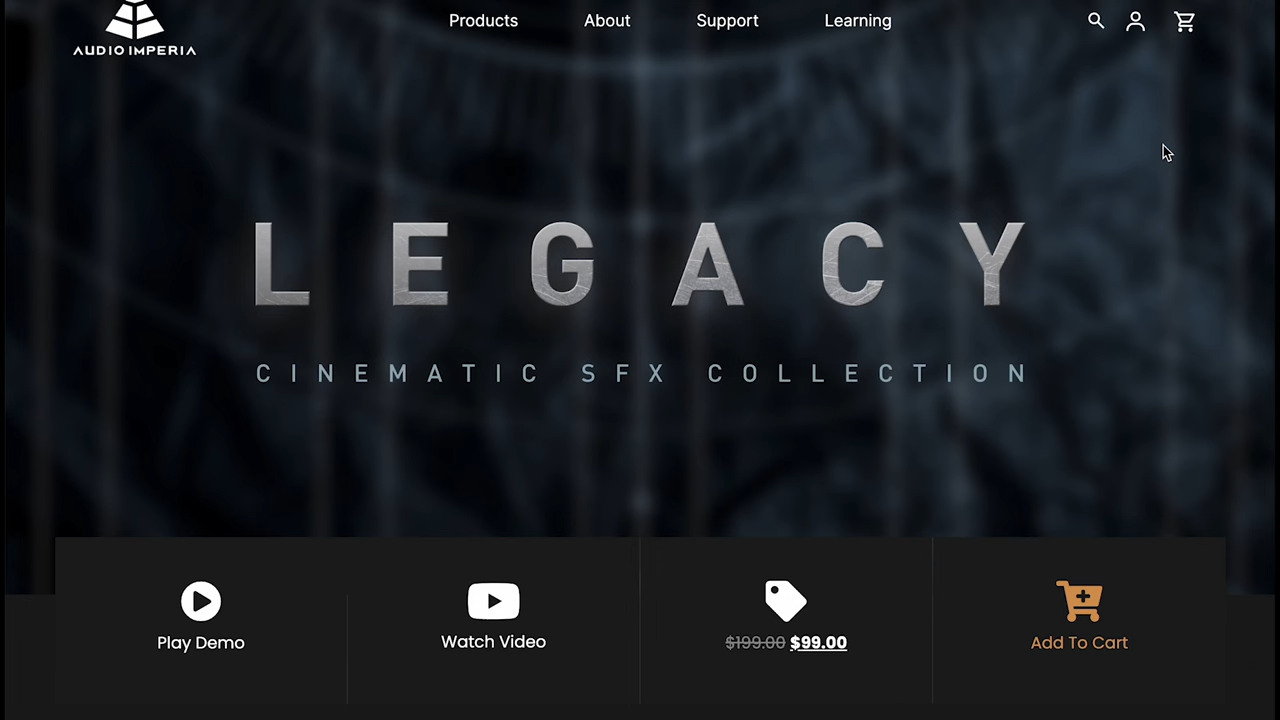 AUDIO IMPERIA
Products
About
Support
Learning
LEGACY
CINEMATIC SFX COLLECTION
Play Demo
Watch Video
$199.00 $99.00
Add To Cart